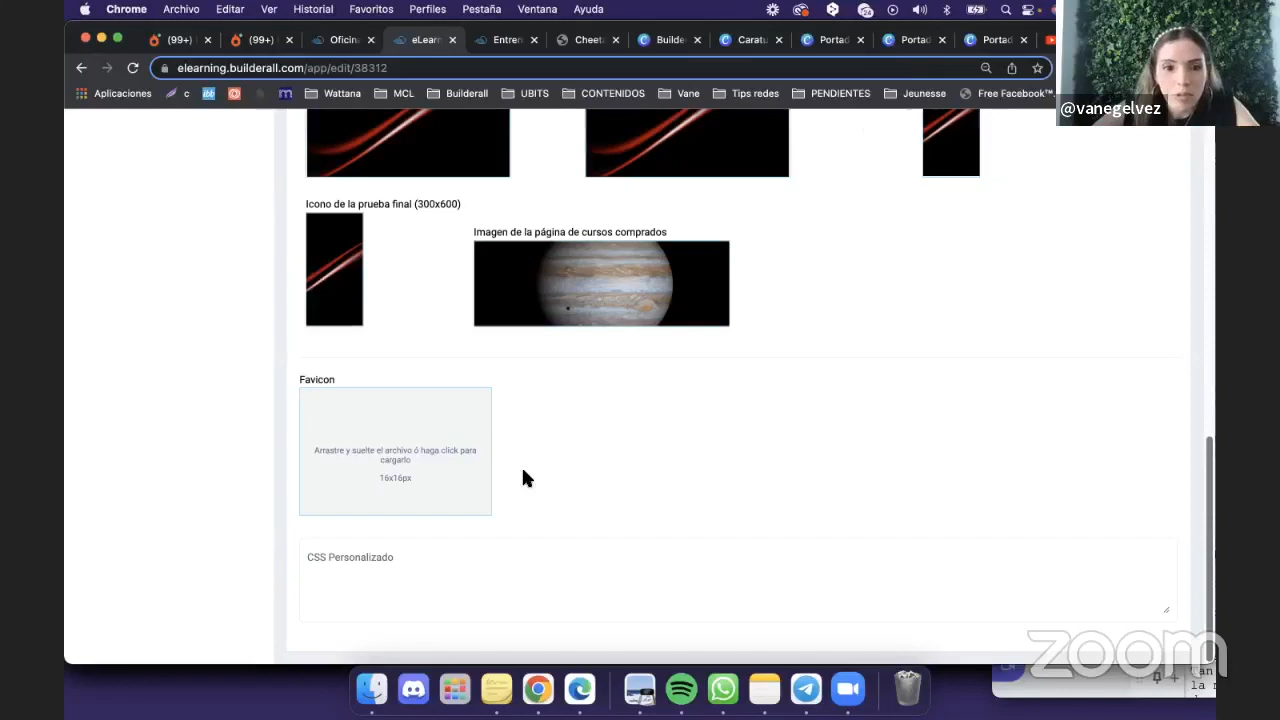 Chrome Archivo Editar Ver Historial Favoritos Perfiles Pestaña Ventana Ayuda
(99+) (99+) Oficin eLear Entren Cheeta Builde Caratu Portad Portad Portad
elearning.builderall.com/app/edit/38312
Aplicaciones c ibb m Wattana MCL Builderall UBITS CONTENIDOS Vane Tips redes PENDIENTES Jeunesse Free Facebook™
@vanegelvez
Icono de la prueba final (300x600)
Imagen de la página de cursos comprados
Favicon
Arrastre y suelte el archivo ó haga click para
cargarlo
16x16px
CSS Personalizado
zoom